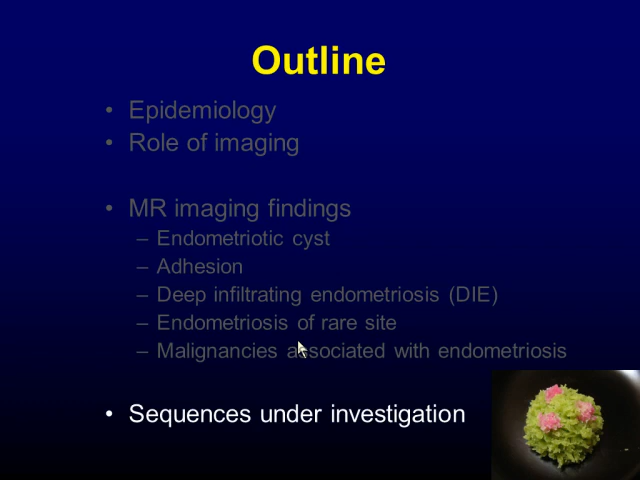 Outline
• Epidemiology
• Role of imaging
• MR imaging findings
– Endometriotic cyst
– Adhesion
– Deep infiltrating endometriosis (DIE)
– Endometriosis of rare site
– Malignancies associated with endometriosis
• Sequences under investigation